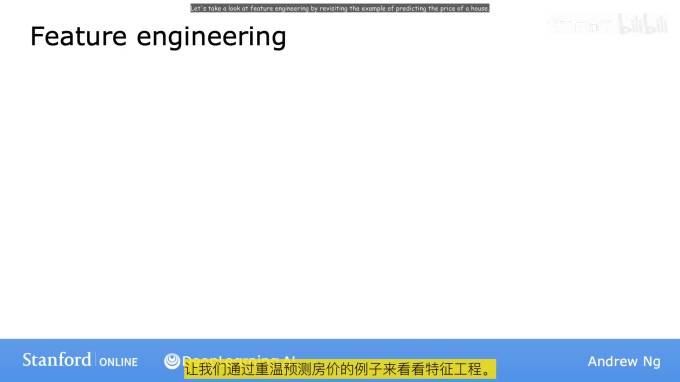 Let's take a look at feature engineering by revisiting the example of predicting the price of a house
bilibili
Feature engineering
Stanford ONLINE
Andrew Ng
让我们通过重温预测房价的例子来看看特征工程。